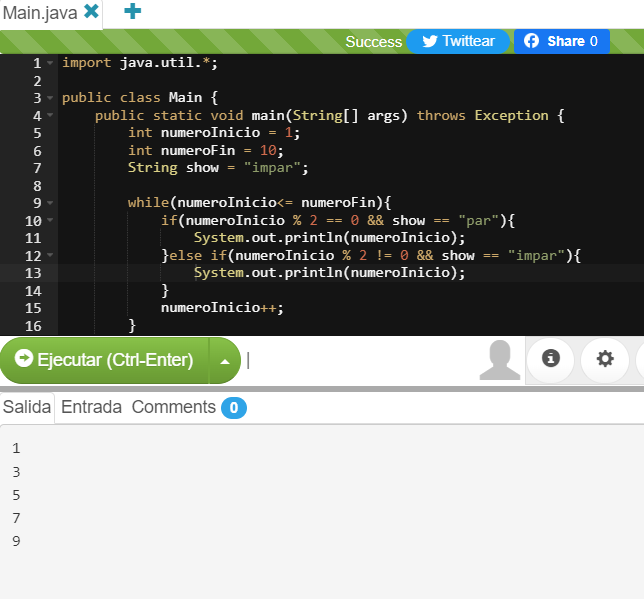 Main.java
Success Twittear Share 0
1 import java.util.*;
2
3 public class Main {
4 public static void main(String[] args) throws Exception {
5 int numeroInicio = 1;
6 int numeroFin = 10;
7 String show = "impar";
8
9 while(numeroInicio<= numeroFin){
10 if(numeroInicio % 2 == 0 && show == "par"){
11 System.out.println(numeroInicio);
12 }else if(numeroInicio % 2 != 0 && show == "impar"){
13 System.out.println(numeroInicio);
14 }
15 numeroInicio++;
16 }
Ejecutar (Ctrl-Enter)
Salida Entrada Comments 0
1
3
5
7
9